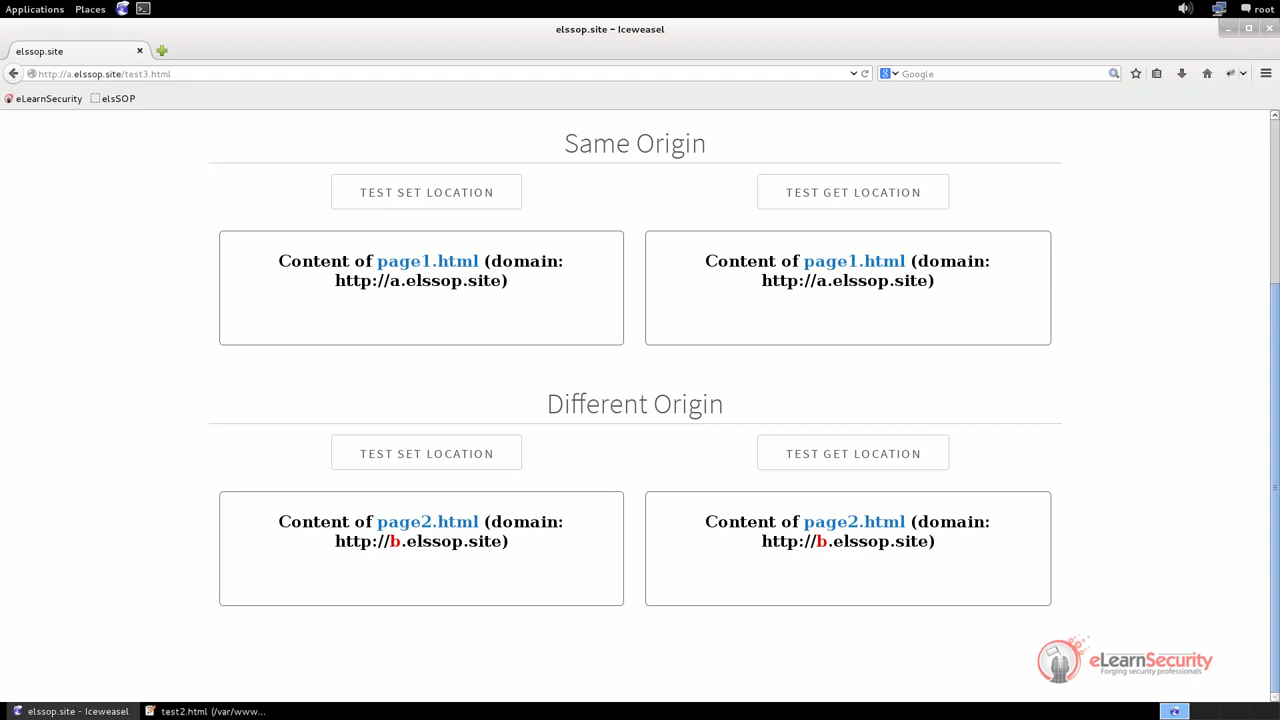 Applications Places root
elssop.site – Iceweasel
elssop.site
http://a.elssop.site/test3.html Google
eLearnSecurity elsSOP
Same Origin
TEST SET LOCATION TEST GET LOCATION
Content of page1.html (domain: Content of page1.html (domain:
http://a.elssop.site) http://a.elssop.site)
Different Origin
TEST SET LOCATION TEST GET LOCATION
Content of page2.html (domain: Content of page2.html (domain:
http://b.elssop.site) http://b.elssop.site)
eLearnSecurity
Forging security professionals
elssop.site - Iceweasel test2.html (/var/www...